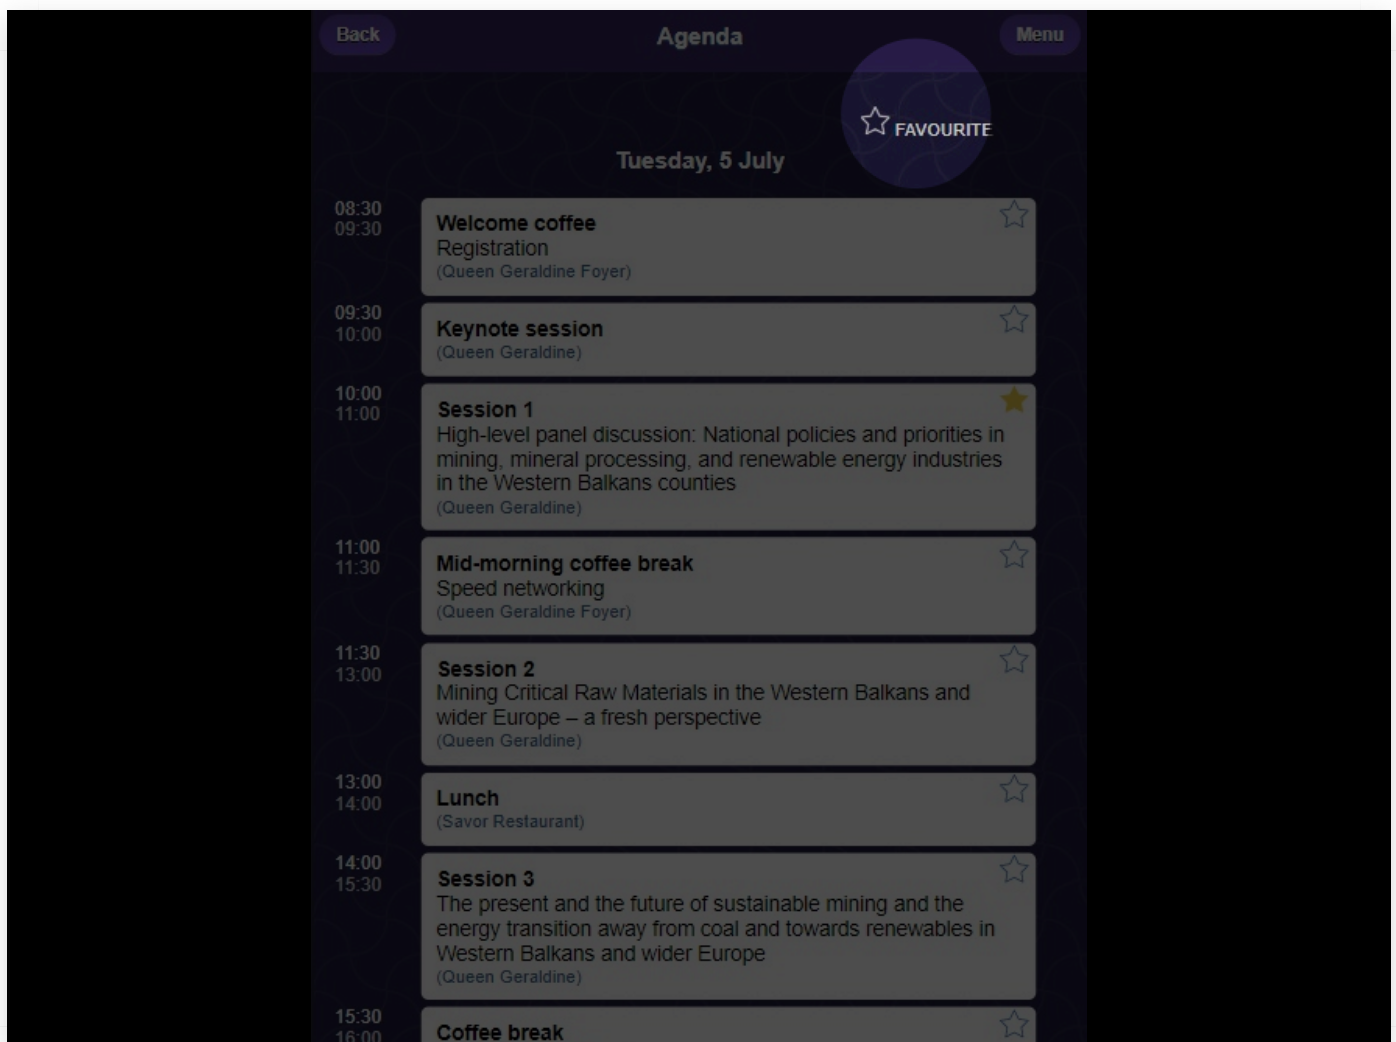 Back
Agenda
Menu
FAVOURITE
Tuesday, 5 July
08:30
09:30
Welcome coffee
Registration
(Queen Geraldine Foyer)
09:30
10:00
Keynote session
(Queen Geraldine)
10:00
11:00
Session 1
High-level panel discussion: National policies and priorities in
mining, mineral processing, and renewable energy industries
in the Western Balkans counties
(Queen Geraldine)
11:00
11:30
Mid-morning coffee break
Speed networking
(Queen Geraldine Foyer)
11:30
13:00
Session 2
Mining Critical Raw Materials in the Western Balkans and
wider Europe – a fresh perspective
(Queen Geraldine)
13:00
14:00
Lunch
(Savor Restaurant)
14:00
15:30
Session 3
The present and the future of sustainable mining and the
energy transition away from coal and towards renewables in
Western Balkans and wider Europe
(Queen Geraldine)
15:30
16:00
Coffee break